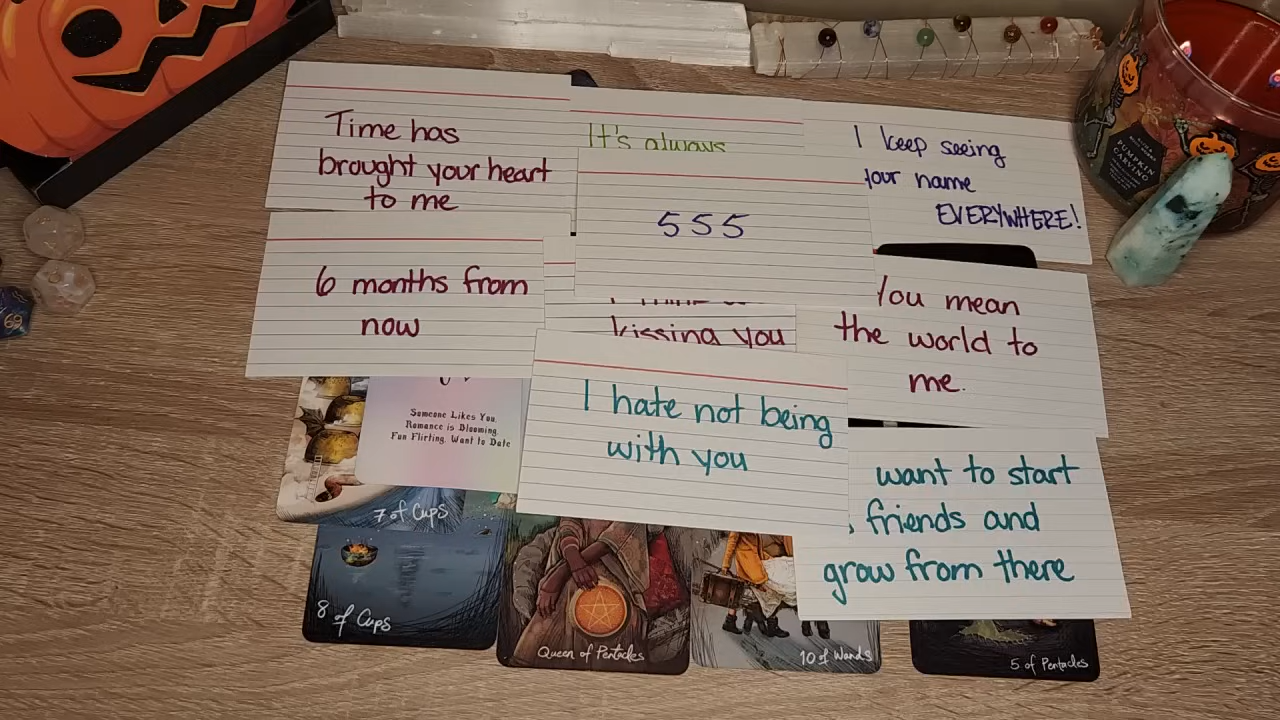 Time has
brought your heart
to me
It's always
I keep seeing
your name
EVERYWHERE!
555
6 months from
now
kissing you
You mean
the world to
me.
I hate not being
with you
want to start
friends and
grow from there
Someone Likes You.
Romance is Blooming.
Fun Flirting. Want to Date
7 of Cups
8 of Cups
Queen of Pentacles
10 of Wands
5 of Pentacles
PUMPKIN
CARVING